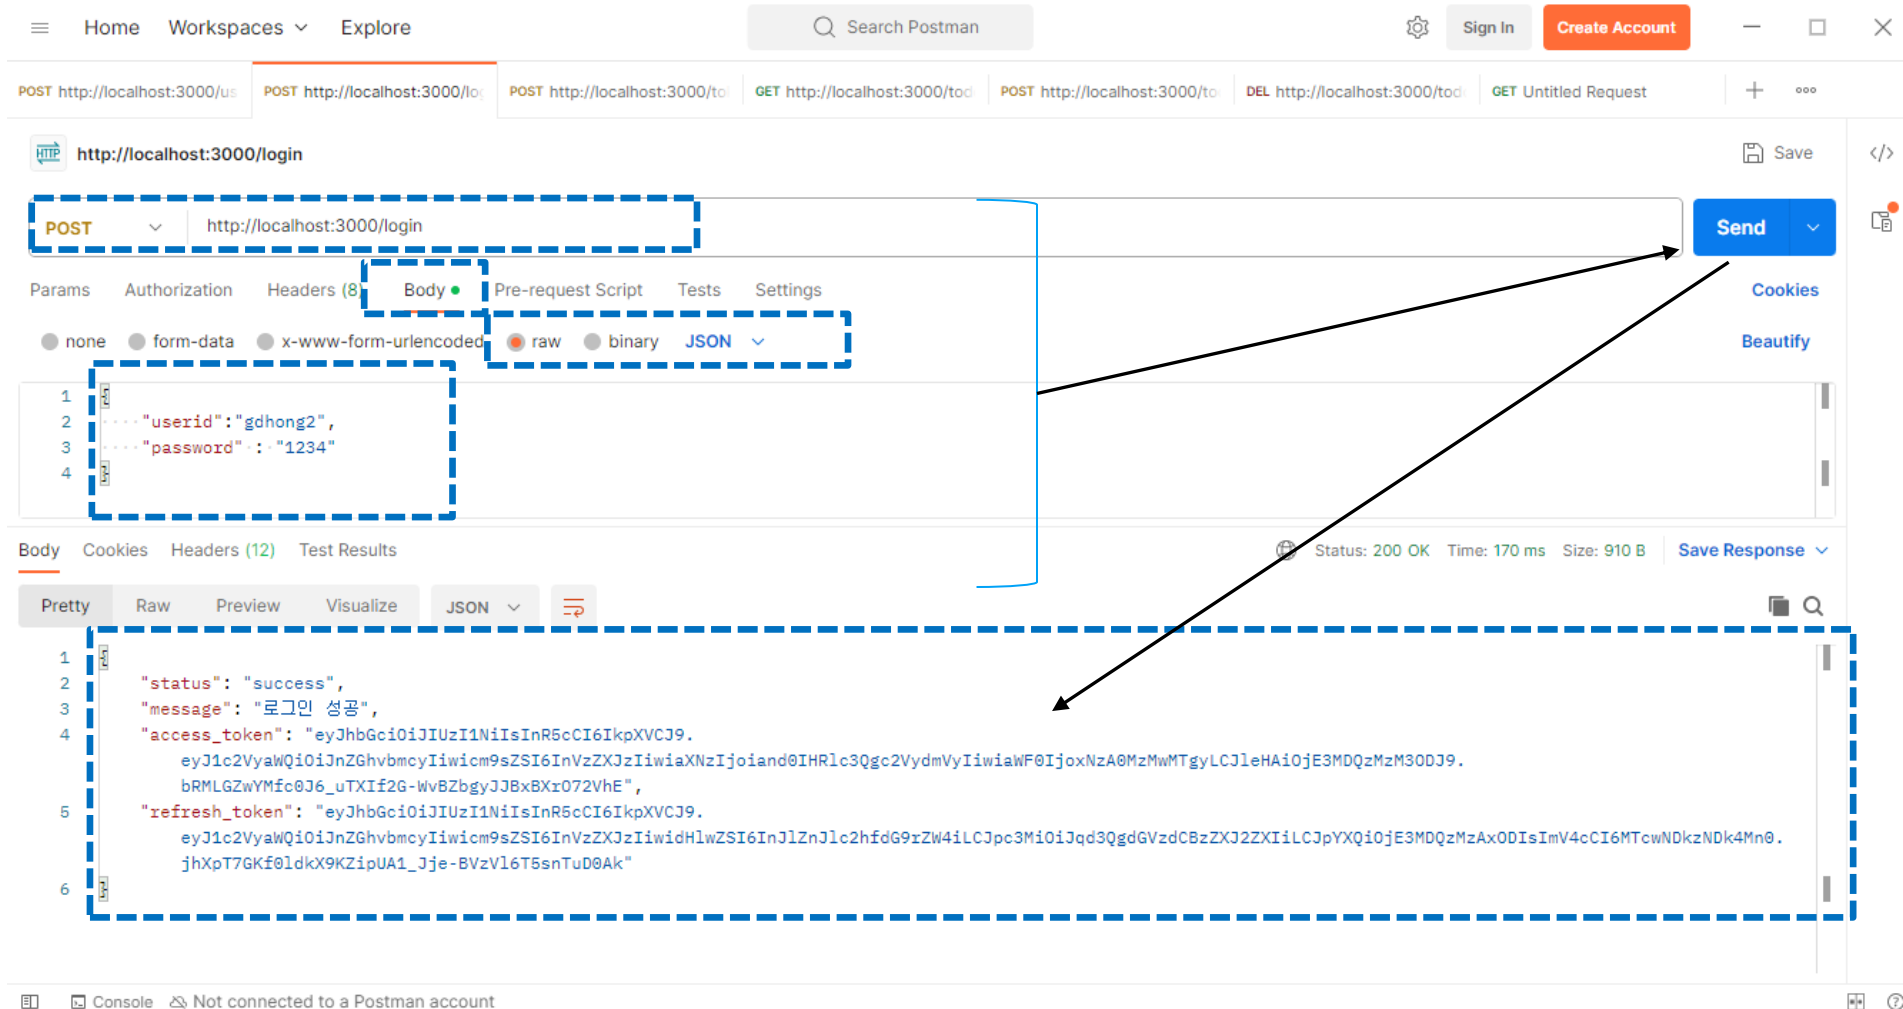 Home Workspaces Explore Search Postman Sign In Create Account
POST http://localhost:3000/us POST http://localhost:3000/log POST http://localhost:3000/to GET http://localhost:3000/tod POST http://localhost:3000/to DEL http://localhost:3000/tod GET Untitled Request
HTTP http://localhost:3000/login Save </>
POST http://localhost:3000/login Send
Params Authorization Headers (8) Body Pre-request Script Tests Settings Cookies
none form-data x-www-form-urlencoded raw binary JSON Beautify
1 {
2 "userid":"gdhong2",
3 "password" : "1234"
4 }
Body Cookies Headers (12) Test Results Status: 200 OK Time: 170 ms Size: 910 B Save Response
Pretty Raw Preview Visualize JSON
1 {
2 "status": "success",
3 "message": "로그인 성공",
4 "access_token": "eyJhbGciOiJIUzI1NiIsInR5cCI6IkpXVCJ9.
eyJ1c2VyaWQiOiJnZGhvbmcyIiwicm9sZSI6InVzZXJzIiwiaXNzIjoiand0IHRlc3Qgc2VydmVyIiwiaWF0IjoxNzA0MzMwMTgyLCJleHAiOjE3MDQzMzM3ODJ9.
bRMLGZwYMfc0J6_uTXIf2G-WvBZbgyJJBxBXrO72VhE",
5 "refresh_token": "eyJhbGciOiJIUzI1NiIsInR5cCI6IkpXVCJ9.
eyJ1c2VyaWQiOiJnZGhvbmcyIiwicm9sZSI6InVzZXJzIiwidHlwZSI6InJlZnJlc2hfdG9rZW4iLCJpc3MiOiJqd3QgdGVzdCBzZXJ2ZXIiLCJpYXQiOjE3MDQzMzAxODIsImV4cCI6MTcwNDkzNDk4Mn0.
jhXpT7GKf0ldkX9KZipUA1_Jje-BVzVl6T5snTuD0Ak"
6 }
Console Not connected to a Postman account